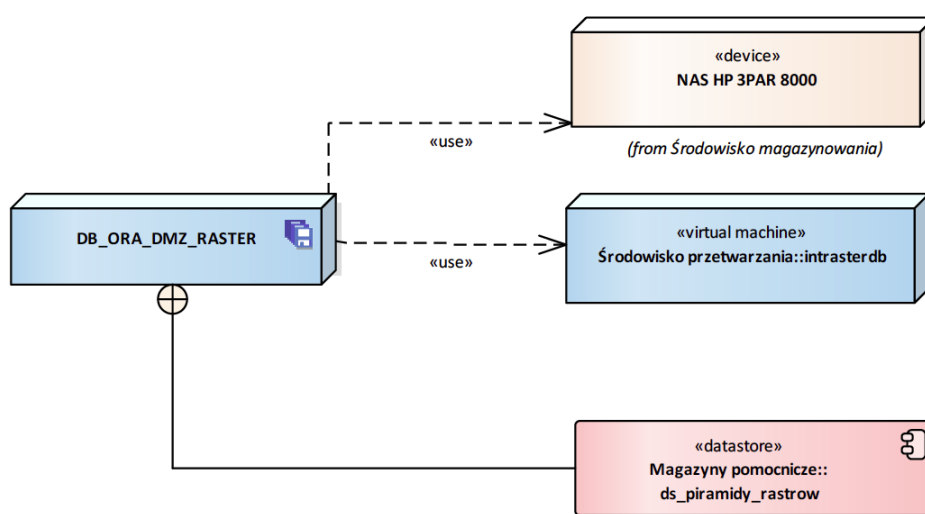 «device»
NAS HP 3PAR 8000
«use»
(from Środowisko magazynowania)
DB_ORA_DMZ_RASTER
«virtual machine»
Środowisko przetwarzania::intrasterdb
«use»
«datastore»
Magazyny pomocnicze::
ds_piramidy_rastrow